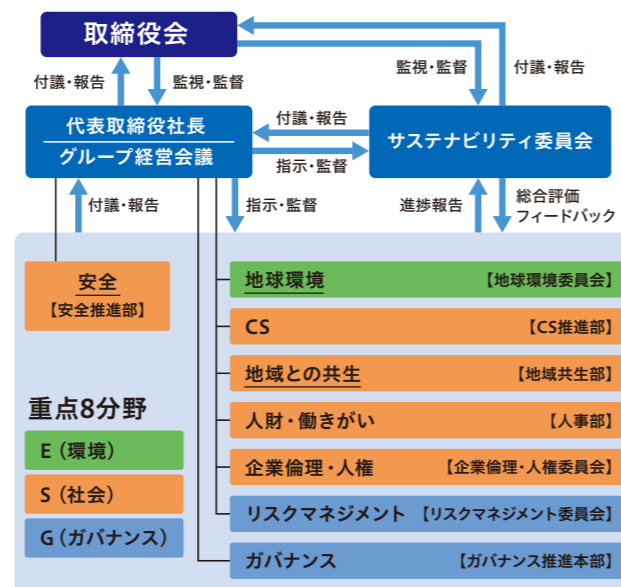 取締役会
付議・報告
監視・監督
監視・監督
付議・報告
代表取締役社長
グループ経営会議
付議・報告
指示・監督
サステナビリティ委員会
付議・報告
指示・監督
進捗報告
総合評価
フィードバック
安全
【安全推進部】
地球環境 【地球環境委員会】
CS 【CS推進部】
地域との共生 【地域共生部】
人財・働きがい 【人事部】
企業倫理・人権 【企業倫理・人権委員会】
リスクマネジメント 【リスクマネジメント委員会】
ガバナンス 【ガバナンス推進本部】
重点8分野
E（環境）
S（社会）
G（ガバナンス）